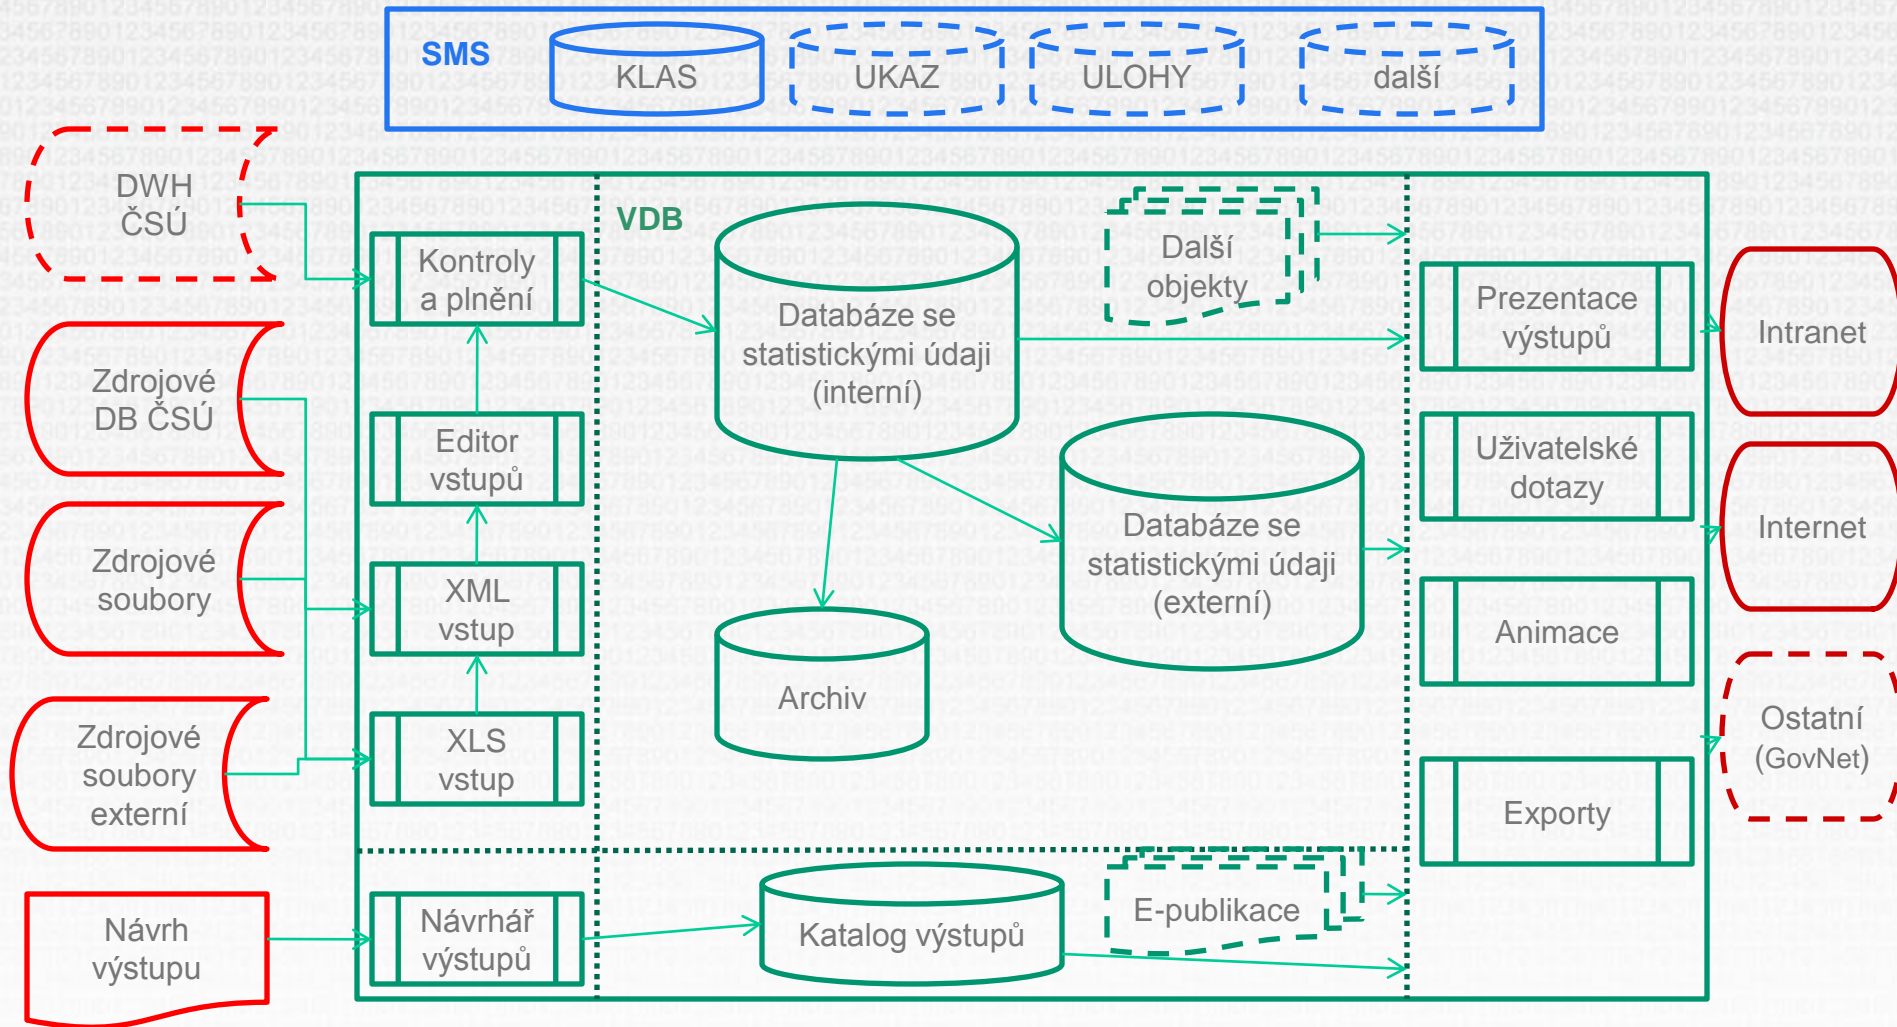 SMS
KLAS
UKAZ
ULOHY
další
DWH
ČSÚ
Zdrojové
DB ČSÚ
Zdrojové
soubory
Zdrojové
soubory
externí
Návrh
výstupu
Kontroly
a plnění
Editor
vstupů
XML
vstup
XLS
vstup
Návrhář
výstupů
VDB
Databáze se
statistickými údaji
(interní)
Další
objekty
Databáze se
statistickými údaji
(externí)
Archiv
Katalog výstupů
E-publikace
Prezentace
výstupů
Uživatelské
dotazy
Animace
Exporty
Intranet
Internet
Ostatní
(GovNet)